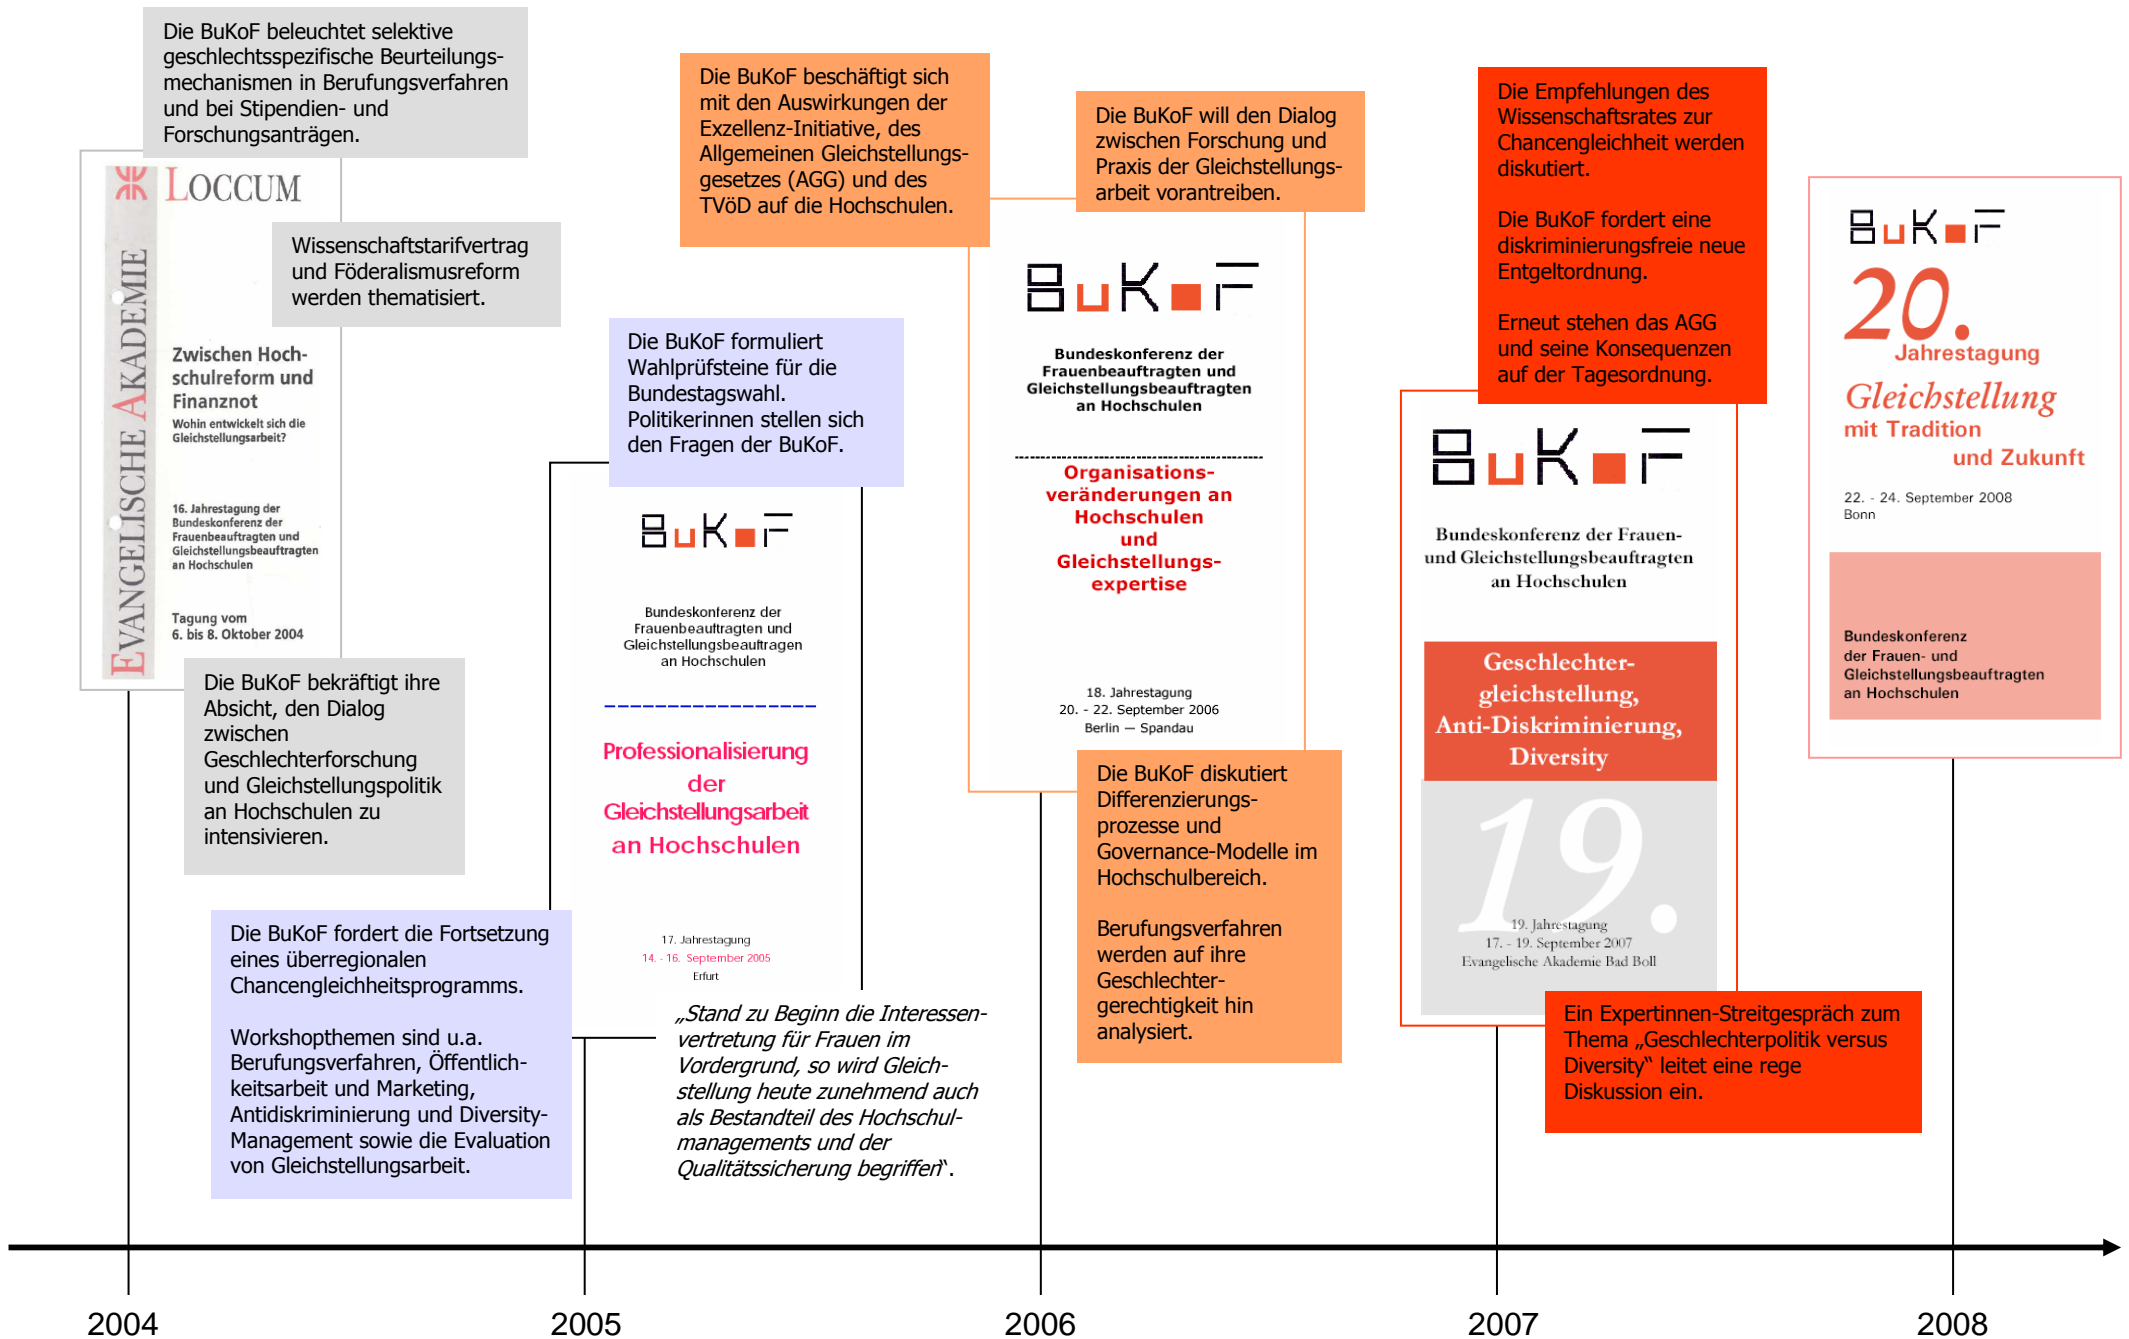 Die BuKoF beleuchtet selektive
geschlechtsspezifische Beurteilungs-
mechanismen in Berufungsverfahren
und bei Stipendien- und
Forschungsanträgen.
LOCCUM
EVANGELISCHE AKADEMIE
Wissenschaftstarifvertrag
und Föderalismusreform
werden thematisiert.
Zwischen Hoch-
schulreform und
Finanznot
Wohin entwickelt sich die
Gleichstellungsarbeit?
16. Jahrestagung der
Bundeskonferenz der
Frauenbeauftragten und
Gleichstellungsbeauftragten
an Hochschulen
Tagung vom
6. bis 8. Oktober 2004
Die BuKoF bekräftigt ihre
Absicht, den Dialog
zwischen
Geschlechterforschung
und Gleichstellungspolitik
an Hochschulen zu
intensivieren.
Die BuKoF formuliert
Wahlprüfsteine für die
Bundestagswahl.
Politikerinnen stellen sich
den Fragen der BuKoF.
BuKoF
Bundeskonferenz der
Frauenbeauftragten und
Gleichstellungsbeauftragen
an Hochschulen
Professionalisierung
der
Gleichstellungsarbeit
an Hochschulen
17. Jahrestagung
14. - 16. September 2005
Erfurt
Die BuKoF fordert die Fortsetzung
eines überregionalen
Chancengleichheitsprogramms.
Workshopthemen sind u.a.
Berufungsverfahren, Öffentlich-
keitsarbeit und Marketing,
Antidiskriminierung und Diversity-
Management sowie die Evaluation
von Gleichstellungsarbeit.
„Stand zu Beginn die Interessen-
vertretung für Frauen im
Vordergrund, so wird Gleich-
stellung heute zunehmend auch
als Bestandteil des Hochschul-
managements und der
Qualitätssicherung begriffen“.
Die BuKoF beschäftigt sich
mit den Auswirkungen der
Exzellenz-Initiative, des
Allgemeinen Gleichstellungs-
gesetzes (AGG) und des
TVöD auf die Hochschulen.
Die BuKoF will den Dialog
zwischen Forschung und
Praxis der Gleichstellungs-
arbeit vorantreiben.
BuKoF
Bundeskonferenz der
Frauenbeauftragten und
Gleichstellungsbeauftragten
an Hochschulen
Organisations-
veränderungen an
Hochschulen
und
Gleichstellungs-
expertise
18. Jahrestagung
20. - 22. September 2006
Berlin — Spandau
Die BuKoF diskutiert
Differenzierungs-
prozesse und
Governance-Modelle im
Hochschulbereich.
Berufungsverfahren
werden auf ihre
Geschlechter-
gerechtigkeit hin
analysiert.
Die Empfehlungen des
Wissenschaftsrates zur
Chancengleichheit werden
diskutiert.
Die BuKoF fordert eine
diskriminierungsfreie neue
Entgeltordnung.
Erneut stehen das AGG
und seine Konsequenzen
auf der Tagesordnung.
BuKoF
Bundeskonferenz der Frauen-
und Gleichstellungsbeauftragten
an Hochschulen
Geschlechter-
gleichstellung,
Anti-Diskriminierung,
Diversity
19.
19. Jahrestagung
17. - 19. September 2007
Evangelische Akademie Bad Boll
Ein Expertinnen-Streitgespräch zum
Thema „Geschlechterpolitik versus
Diversity“ leitet eine rege
Diskussion ein.
BuKoF
20.
Jahrestagung
Gleichstellung
mit Tradition
und Zukunft
22. - 24. September 2008
Bonn
Bundeskonferenz
der Frauen- und
Gleichstellungsbeauftragten
an Hochschulen
2004
2005
2006
2007
2008